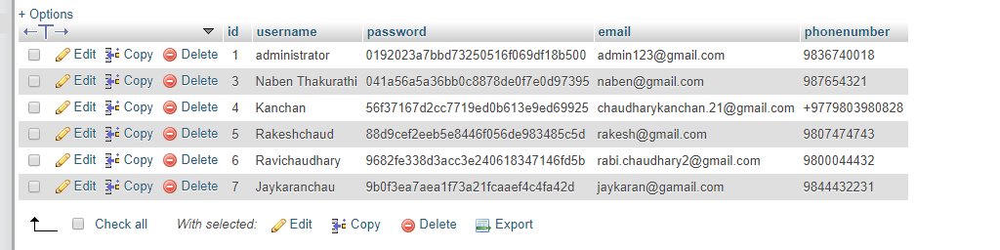 + Options
id username password email phonenumber
Edit Copy Delete 1 administrator 0192023a7bbd73250516f069df18b500 admin123@gmail.com 9836740018
Edit Copy Delete 3 Naben Thakurathi 041a56a5a36bb0c8878de0f7e0d97395 naben@gmail.com 987654321
Edit Copy Delete 4 Kanchan 56f37167d2cc7719ed0b613e9ed69925 chaudharykanchan.21@gmail.com +9779803980828
Edit Copy Delete 5 Rakeshchaud 88d9cef2eeb5e8446f056de983485c5d rakesh@gmail.com 9807474743
Edit Copy Delete 6 Ravichaudhary 9682fe338d3acc3e240618347146fd5b rabi.chaudhary2@gmail.com 9800044432
Edit Copy Delete 7 Jaykaranchau 9b0f3ea7aea1f73a21fcaaef4c4fa42d jaykaran@gamail.com 9844432231
Check all With selected: Edit Copy Delete Export